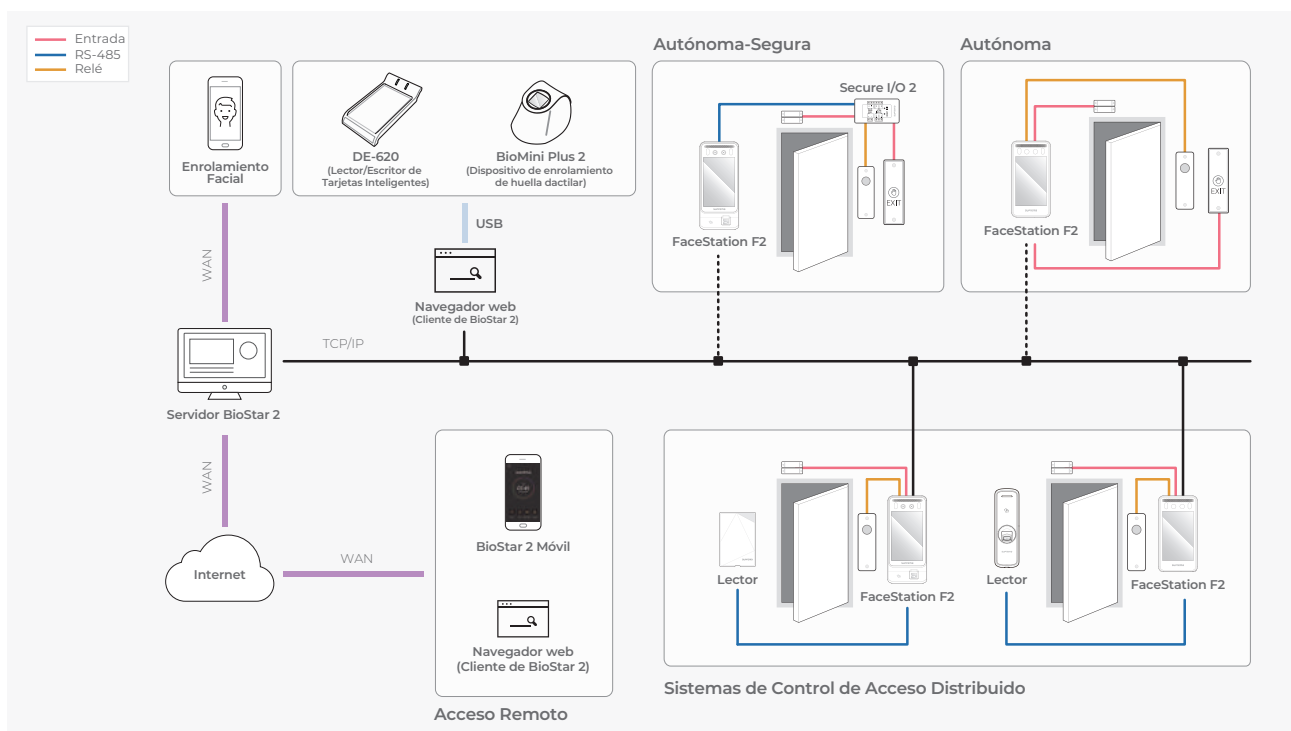 Entrada
RS-485
Relé
Enrolamiento
Facial
DE-620
(Lector/Escritor de
Tarjetas Inteligentes)
BioMini Plus 2
(Dispositivo de enrolamiento
de huella dactilar)
USB
Navegador web
(Cliente de BioStar 2)
WAN
Servidor BioStar 2
TCP/IP
WAN
Internet
WAN
BioStar 2 Móvil
Navegador web
(Cliente de BioStar 2)
Acceso Remoto
Autónoma-Segura
Secure I/O 2
EXIT
FaceStation F2
Autónoma
EXIT
FaceStation F2
Lector
FaceStation F2
Lector
FaceStation F2
Sistemas de Control de Acceso Distribuido